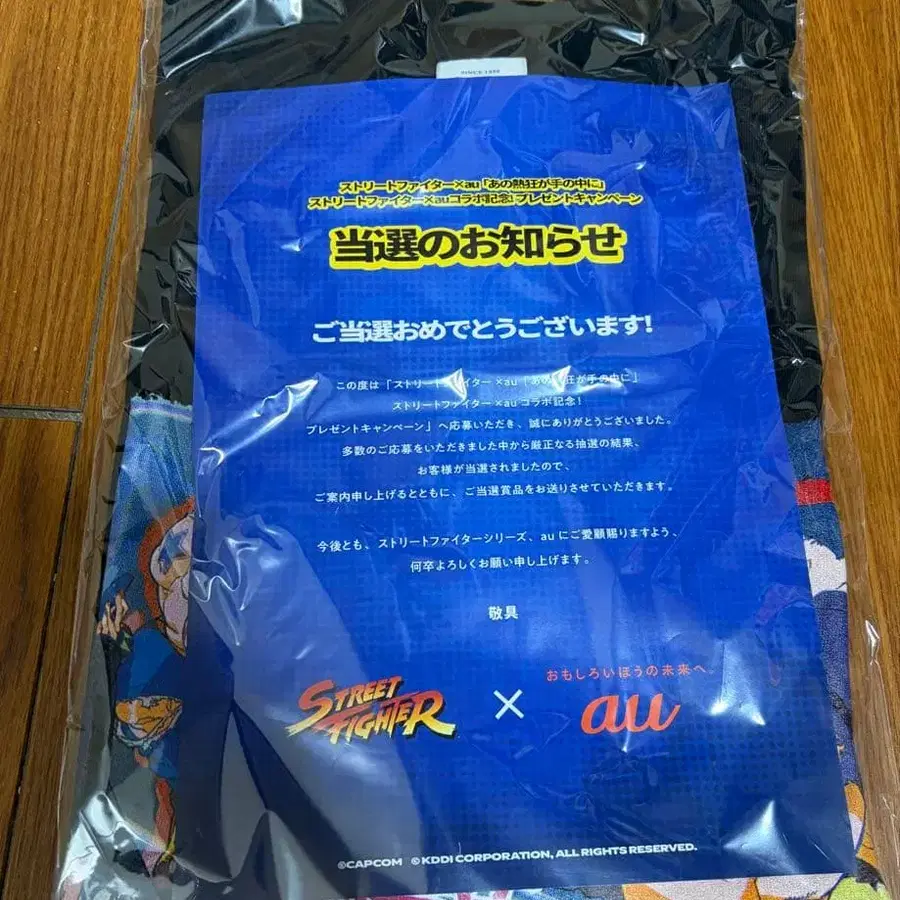 SINCE
ストリートファイター×au「あの熱狂が手の中に」
ストリートファイター×auコラボ記念!プレゼントキャンペーン
当選のお知らせ
ご当選おめでとうございます!
この度は「ストリートファイター×au「あの 狂が手の中に」
ストリートファイター×au コラボ記念!
プレゼントキャンペーン」へ応募いただき、誠にありがとうございました。
多数のご応募をいただきました中から厳正なる抽選の結果、
お客様が当選されましたので、
ご案内申し上げるとともに、ご当選賞品をお送りさせていただきます。
今後とも、ストリートファイターシリーズ、au にご愛顧賜りますよう、
何卒よろしくお願い申し上げます。
敬具
STREET FIGHTER
×
おもしろいほうの未来へ。
au
©CAPCOM ©KDDI CORPORATION, ALL RIGHTS RESERVED.